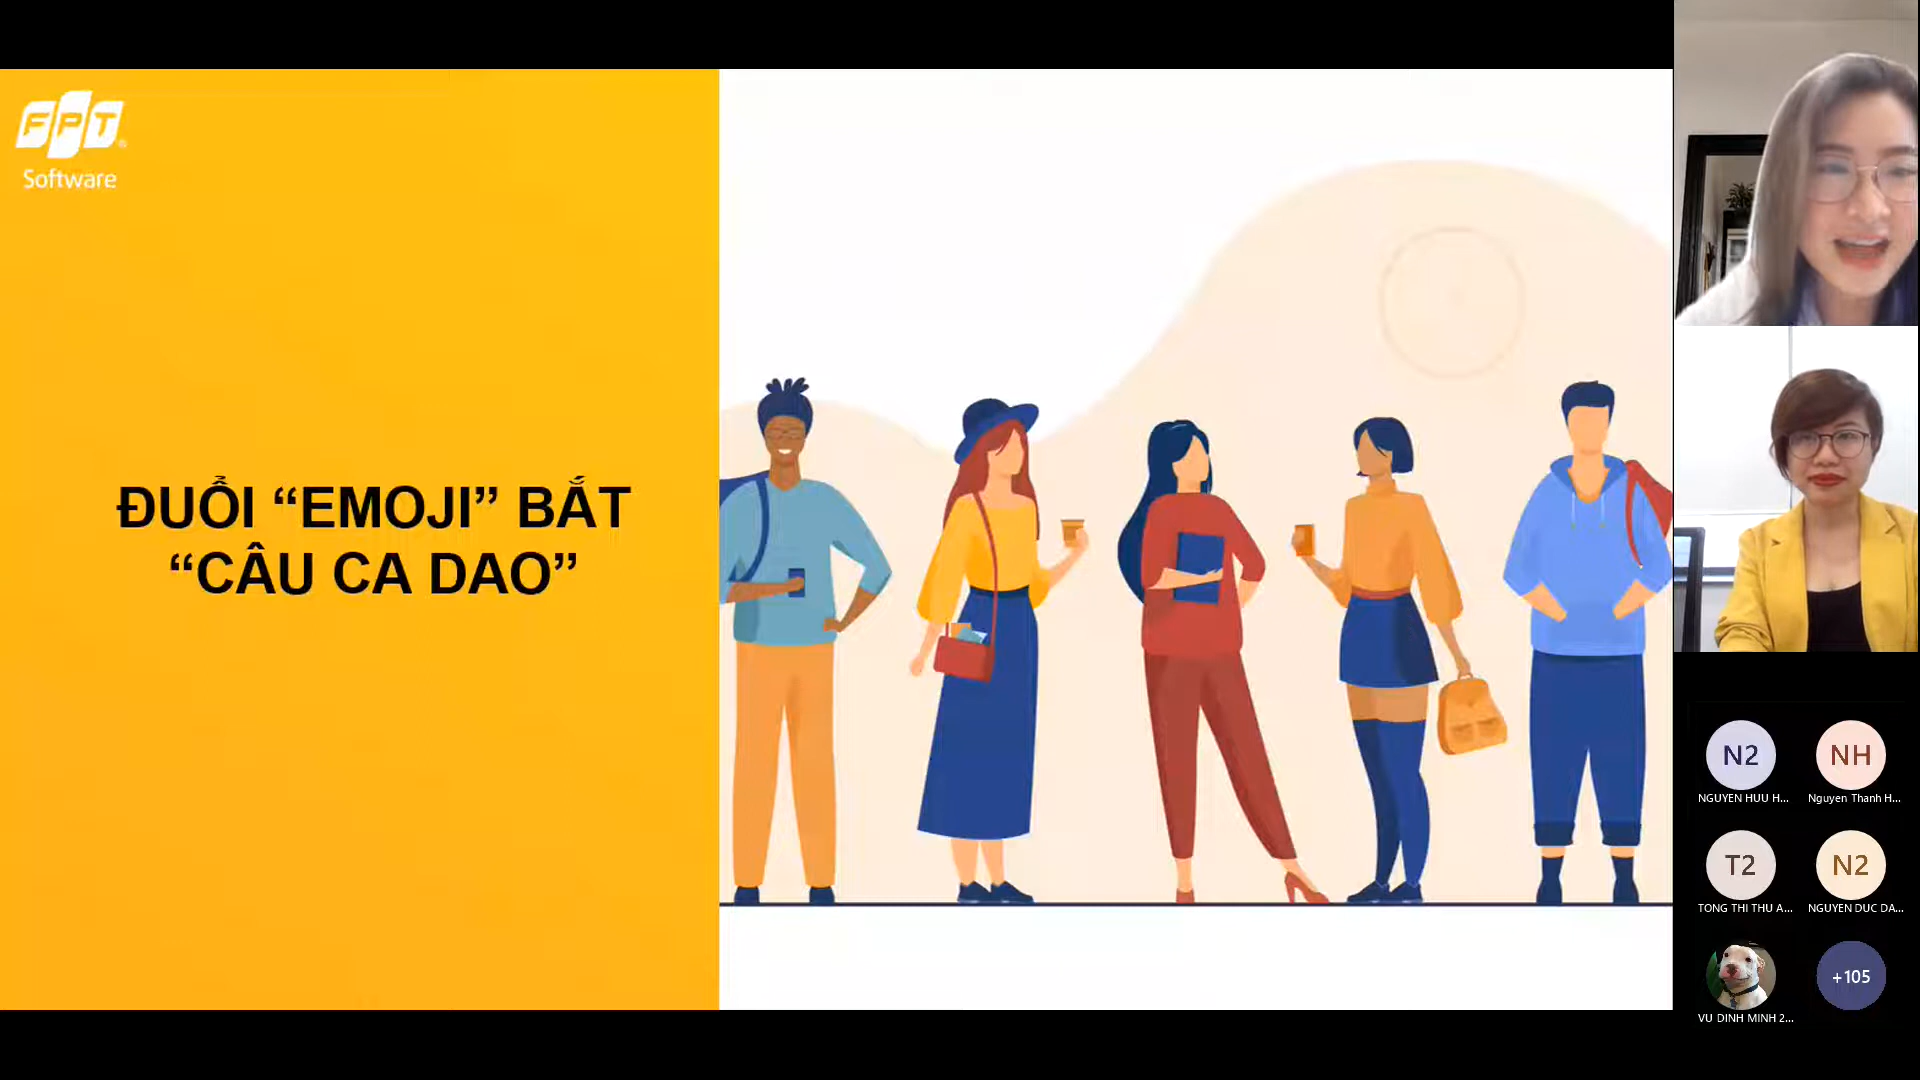 FPT
Software
ĐUỔI “EMOJI” BẮT
“CÂU CA DAO”
N2
NH
NGUYEN HUU H...
Nguyen Thanh H...
T2
N2
TONG THI THU A...
NGUYEN DUC DA...
+105
VU DINH MINH 2...